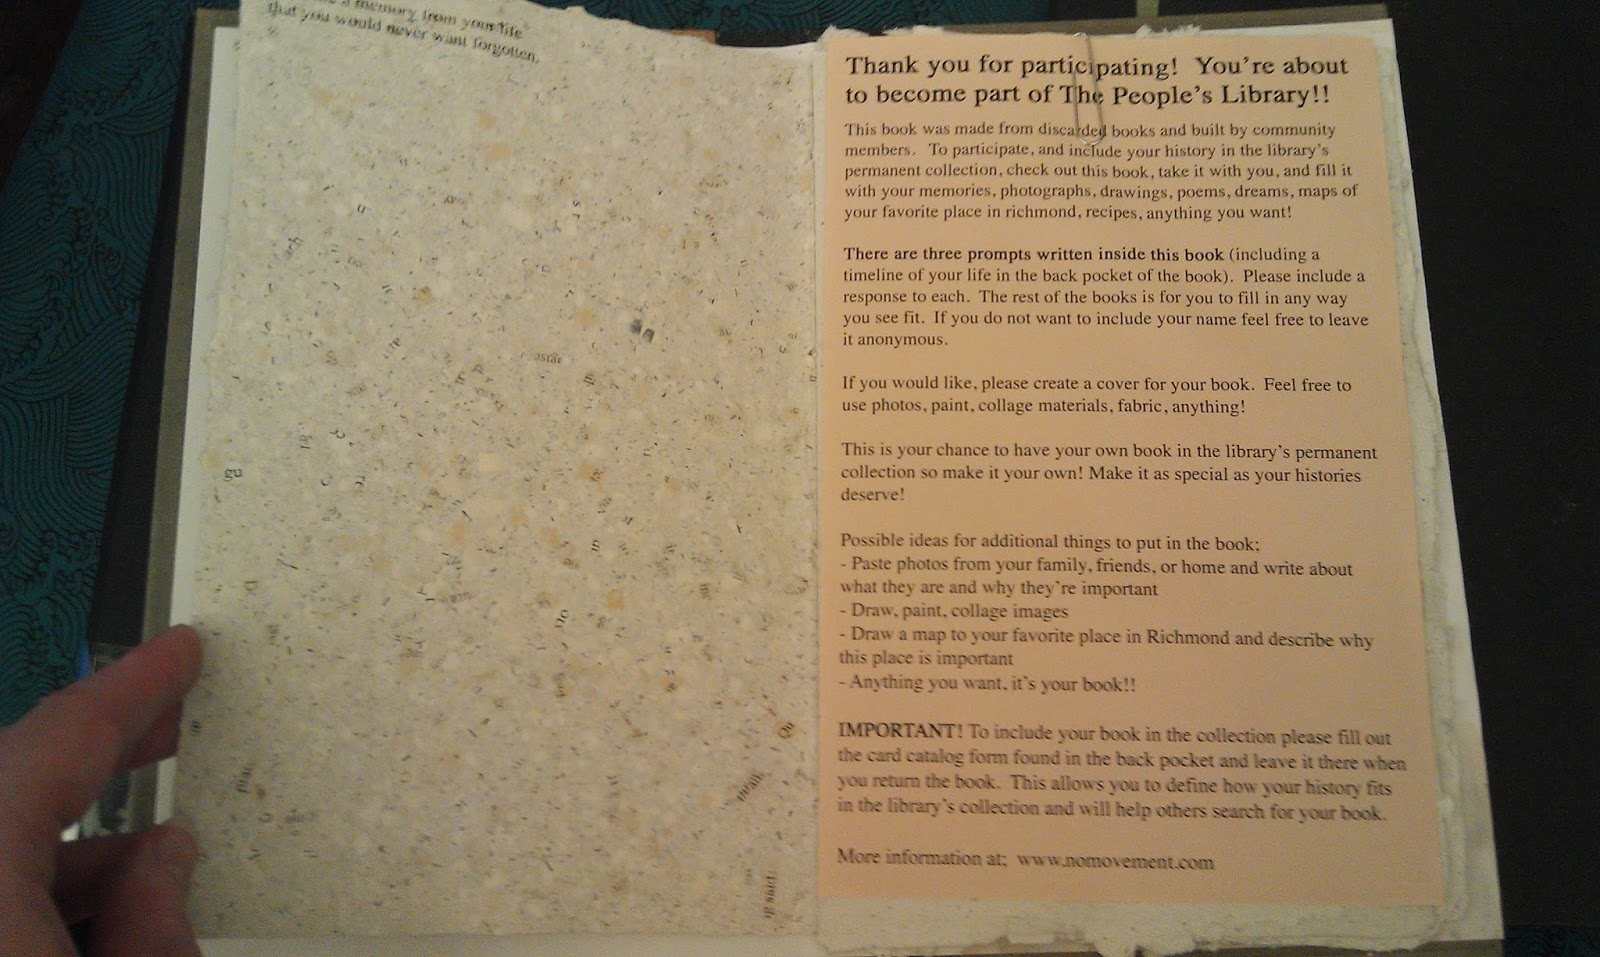 a memory from your life
that you would never want forgotten.
Thank you for participating! You're about
to become part of The People's Library!!
This book was made from discarded books and built by community
members. To participate, and include your history in the library's
permanent collection, check out this book, take it with you, and fill it
with your memories, photographs, drawings, poems, dreams, maps of
your favorite place in richmond, recipes, anything you want!
There are three prompts written inside this book (including a
timeline of your life in the back pocket of the book). Please include a
response to each. The rest of the books is for you to fill in any way
you see fit. If you do not want to include your name feel free to leave
it anonymous.
If you would like, please create a cover for your book. Feel free to
use photos, paint, collage materials, fabric, anything!
This is your chance to have your own book in the library's permanent
collection so make it your own! Make it as special as your histories
deserve!
Possible ideas for additional things to put in the book:
- Paste photos from your family, friends, or home and write about
what they are and why they're important
- Draw, paint, collage images
- Draw a map to your favorite place in Richmond and describe why
this place is important
- Anything you want, it's your book!!
IMPORTANT! To include your book in the collection please fill out
the card catalog form found in the back pocket and leave it there when
you return the book. This allows you to define how your history fits
in the library's collection and will help others search for your book.
More information at: www.nomovement.com
gu